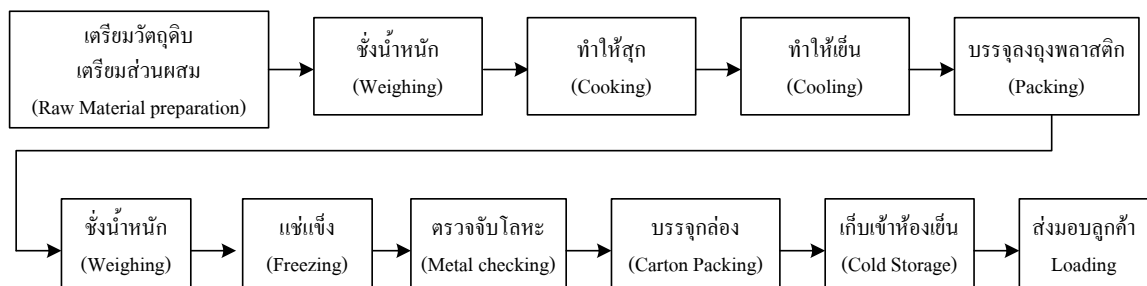 เตรียมวัตถุดิบ
เตรียมส่วนผสม
(Raw Material preparation)
ชั่งน้ำหนัก
(Weighing)
ทำให้สุก
(Cooking)
ทำให้เย็น
(Cooling)
บรรจุลงถุงพลาสติก
(Packing)
ชั่งน้ำหนัก
(Weighing)
แช่แข็ง
(Freezing)
ตรวจจับโลหะ
(Metal checking)
บรรจุกล่อง
(Carton Packing)
เก็บเข้าห้องเย็น
(Cold Storage)
ส่งมอบลูกค้า
Loading